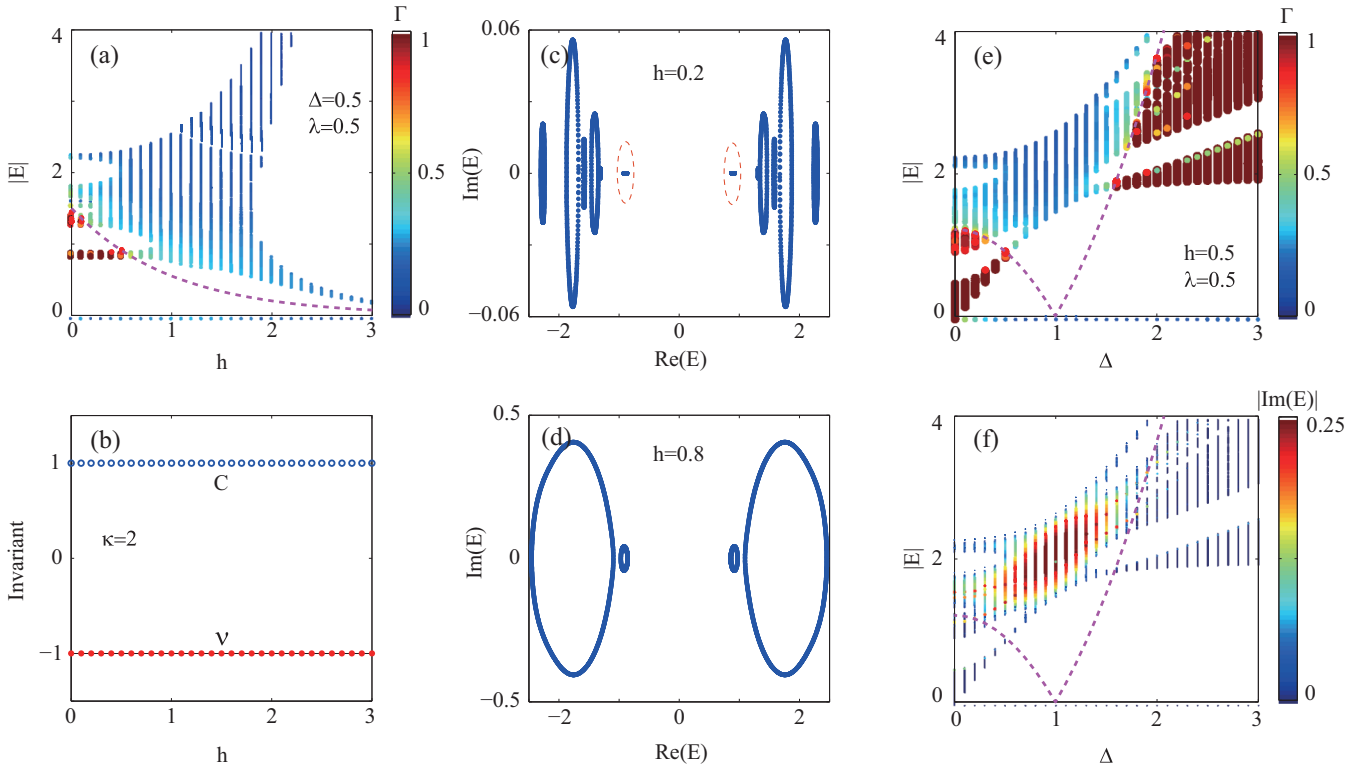 (a)
Γ
4
2
0
|E|
Δ=0.5
λ=0.5
0
1
2
3
h
1
0.5
0
(c)
h=0.2
0.06
0
−0.06
Im(E)
−2
0
2
Re(E)
(e)
Γ
4
2
0
|E|
h=0.5
λ=0.5
0
1
2
3
Δ
1
0.5
0
(b)
1
0
−1
Invariant
C
κ=2
ν
0
1
2
3
h
(d)
h=0.8
0.5
0
−0.5
Im(E)
−2
0
2
Re(E)
(f)
|Im(E)|
4
2
0
|E|
0
1
2
3
Δ
0.25
0